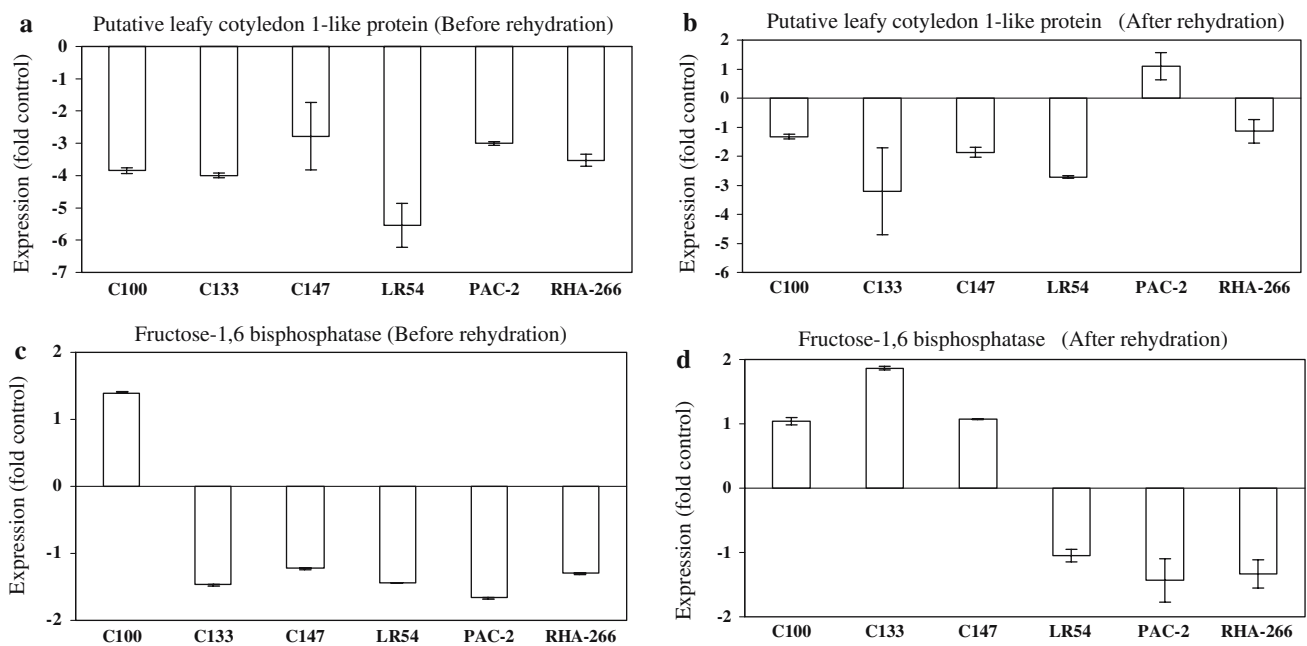 a Putative leafy cotyledon 1-like protein (Before rehydration)
Expression (fold control)
0
-1
-2
-3
-4
-5
-6
-7
C100 C133 C147 LR54 PAC-2 RHA-266
b Putative leafy cotyledon 1-like protein (After rehydration)
Expression (fold control)
2
1
0
-1
-2
-3
-4
-5
-6
C100 C133 C147 LR54 PAC-2 RHA-266
c Fructose-1,6 bisphosphatase (Before rehydration)
Expression (fold control)
2
1
0
-1
-2
C100 C133 C147 LR54 PAC-2 RHA-266
d Fructose-1,6 bisphosphatase (After rehydration)
Expression (fold control)
2
1
0
-1
-2
C100 C133 C147 LR54 PAC-2 RHA-266